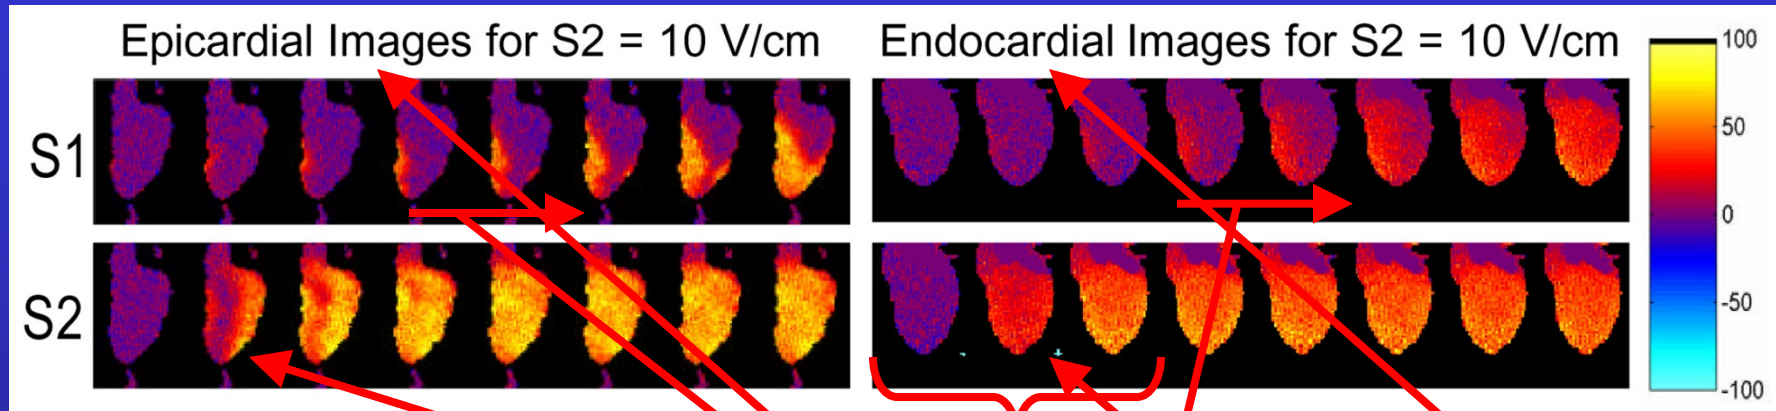 Epicardial Images for S2 = 10 V/cm
Endocardial Images for S2 = 10 V/cm
S1
S2
100
50
0
-50
-100